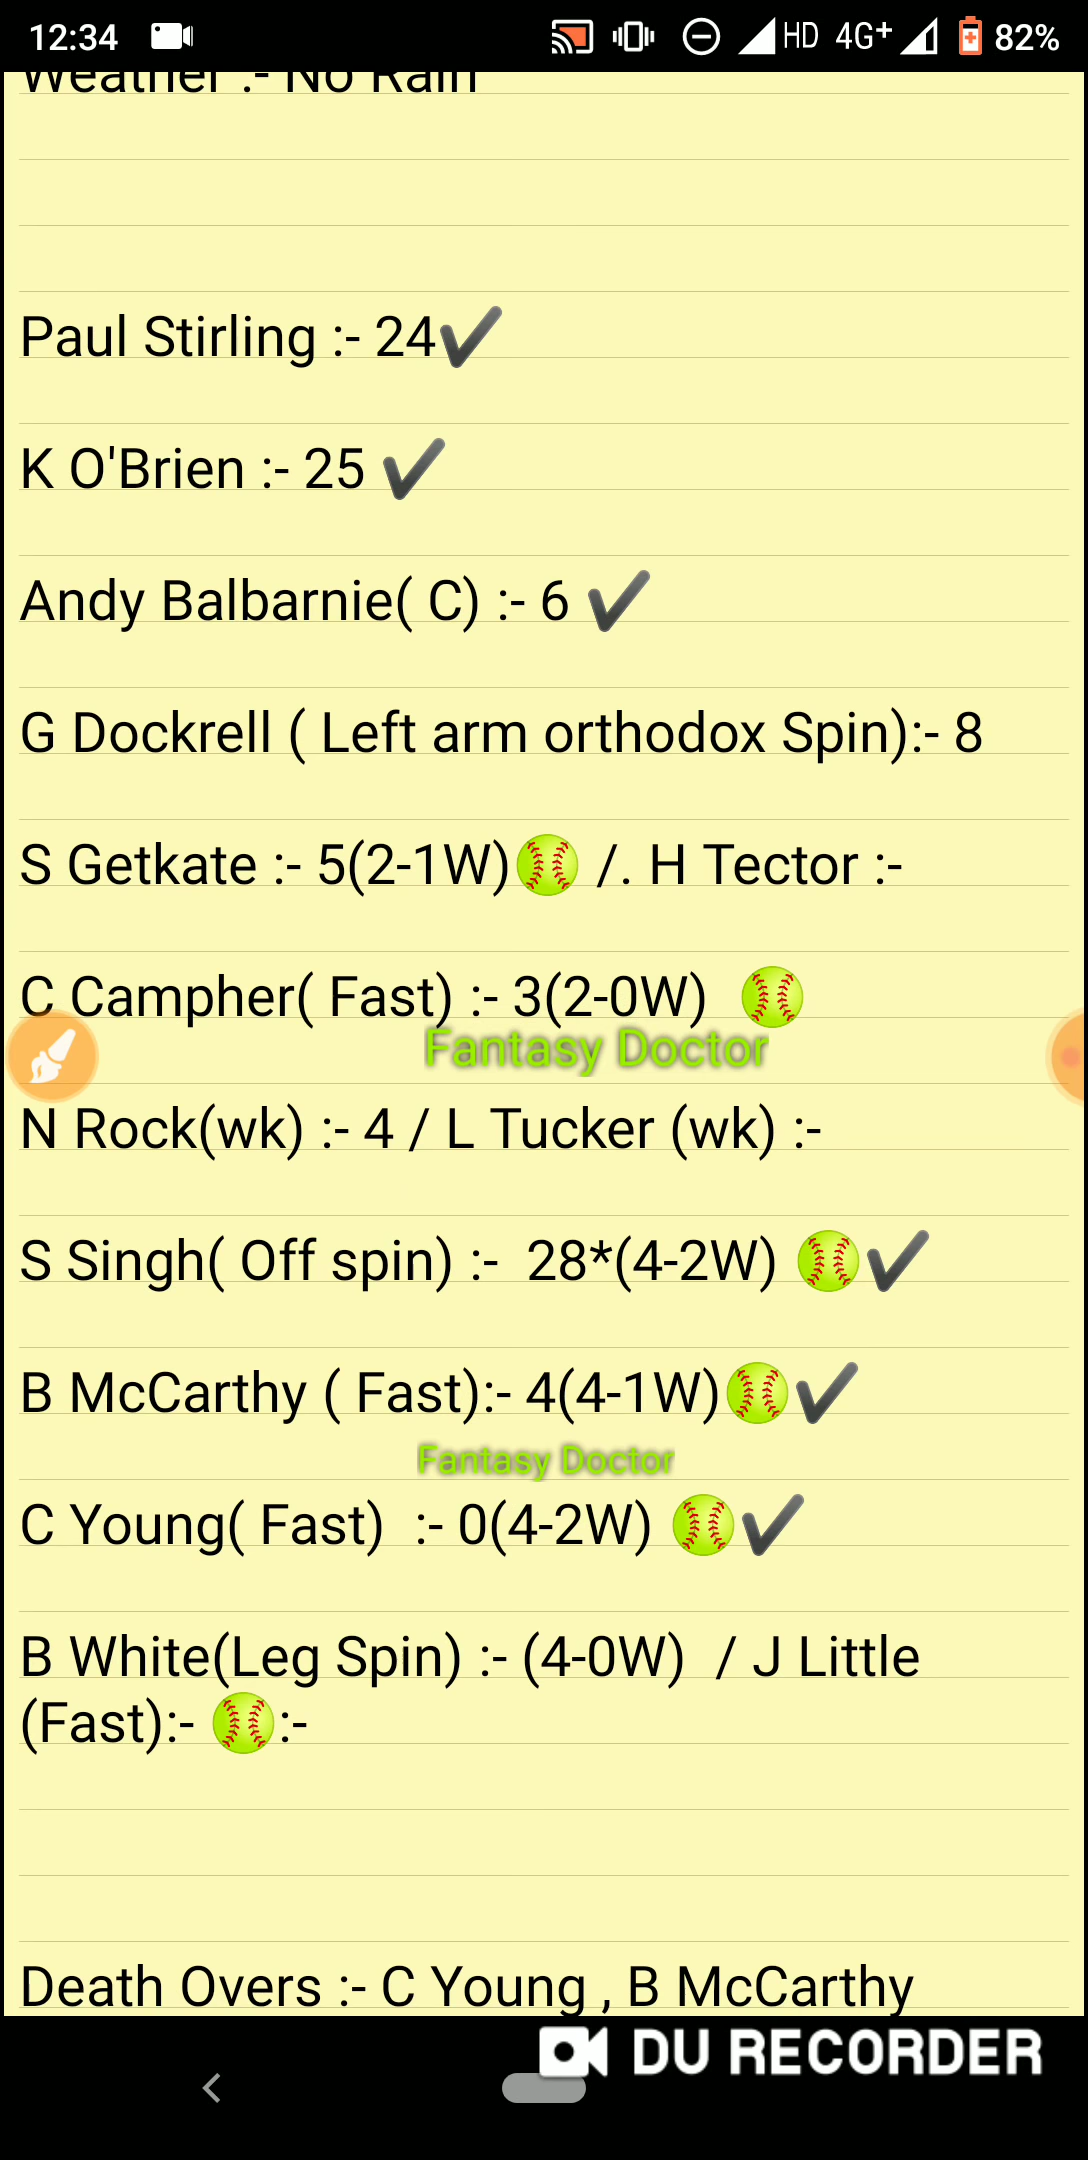 12:34 HD 4G+ 82%
Weather :- No Rain
Paul Stirling :- 24✔
K O'Brien :- 25 ✔
Andy Balbarnie( C) :- 6 ✔
G Dockrell ( Left arm orthodox Spin):- 8
S Getkate :- 5(2-1W)🥎 /. H Tector :-
C Campher( Fast) :- 3(2-0W) 🥎
Fantasy Doctor
N Rock(wk) :- 4 / L Tucker (wk) :-
S Singh( Off spin) :- 28*(4-2W) 🥎✔
B McCarthy ( Fast):- 4(4-1W)🥎✔
Fantasy Doctor
C Young( Fast) :- 0(4-2W) 🥎✔
B White(Leg Spin) :- (4-0W) / J Little
(Fast):- 🥎:-
Death Overs :- C Young , B McCarthy
DU RECORDER